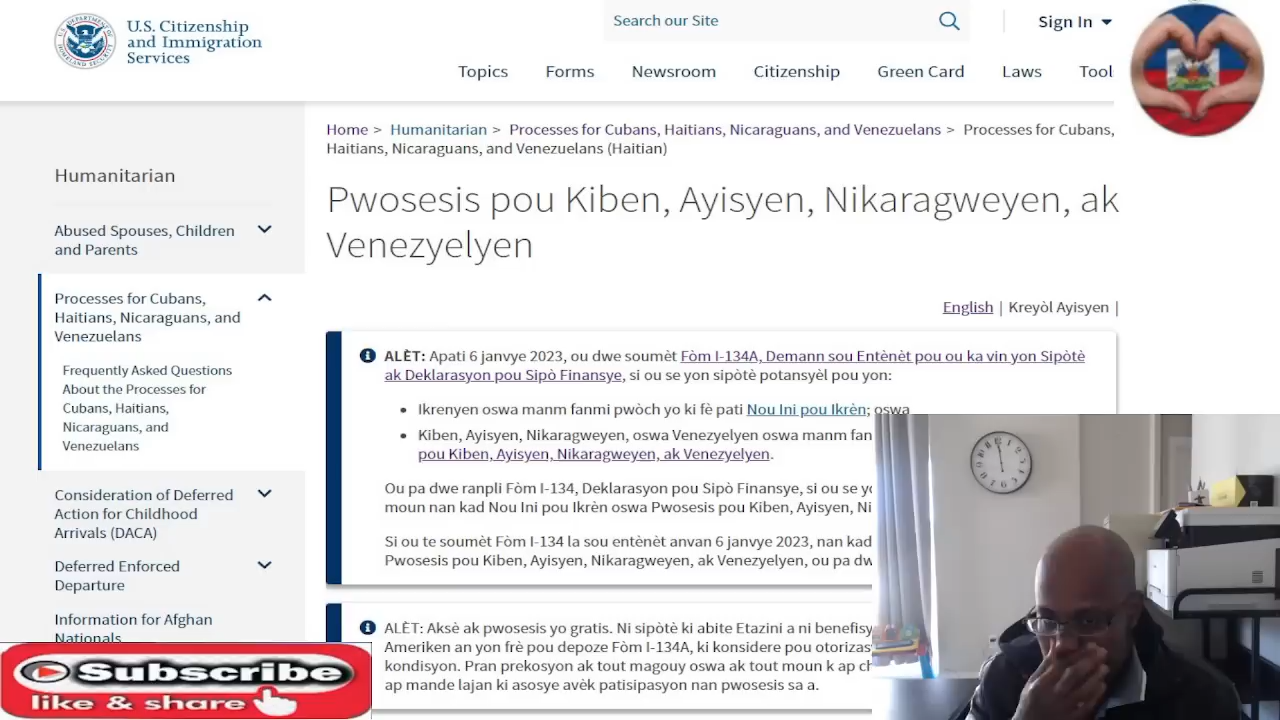 U.S. Citizenship
and Immigration
Services
Search our Site
Sign In
Topics
Forms
Newsroom
Citizenship
Green Card
Laws
Tool
Home > Humanitarian > Processes for Cubans, Haitians, Nicaraguans, and Venezuelans > Processes for Cubans,
Haitians, Nicaraguans, and Venezuelans (Haitian)
Humanitarian
Abused Spouses, Children
and Parents
Processes for Cubans,
Haitians, Nicaraguans, and
Venezuelans
Frequently Asked Questions
About the Processes for
Cubans, Haitians,
Nicaraguans, and
Venezuelans
Consideration of Deferred
Action for Childhood
Arrivals (DACA)
Deferred Enforced
Departure
Information for Afghan
Nationals
Pwosesis pou Kiben, Ayisyen, Nikaragweyen, ak
Venezyelyen
English | Kreyòl Ayisyen |
ALÈT: Apati 6 janvye 2023, ou dwe soumèt Fòm I-134A, Demann sou Entènèt pou ou ka vin yon Sipòtè
ak Deklarasyon pou Sipò Finansye, si ou se yon sipòtè potansyèl pou yon:
• Ikrenyen oswa manm fanmi pwòch yo ki fè pati Nou Ini pou Ikrèn; oswa
• Kiben, Ayisyen, Nikaragweyen, oswa Venezyelyen oswa manm fan
pou Kiben, Ayisyen, Nikaragweyen, ak Venezyelyen.
Ou pa dwe ranpli Fòm I-134, Deklarasyon pou Sipò Finansye, si ou se
moun nan kad Nou Ini pou Ikrèn oswa Pwosesis pou Kiben, Ayisyen, Ni
Si ou te soumèt Fòm I-134 la sou entènèt anvan 6 janvye 2023, nan kad
Pwosesis pou Kiben, Ayisyen, Nikaragweyen, ak Venezyelyen, ou pa dw
ALÈT: Aksè ak pwosesis yo gratis. Ni sipòtè ki abite Etazini a ni benefisy
Ameriken an yon frè pou depoze Fòm I-134A, ki konsidere pou otorizas
kondisyon. Pran prekosyon ak tout magouy oswa ak tout moun k ap ch
ap mande lajan ki asosye avèk patisipasyon nan pwosesis sa a.
Subscribe
like & share